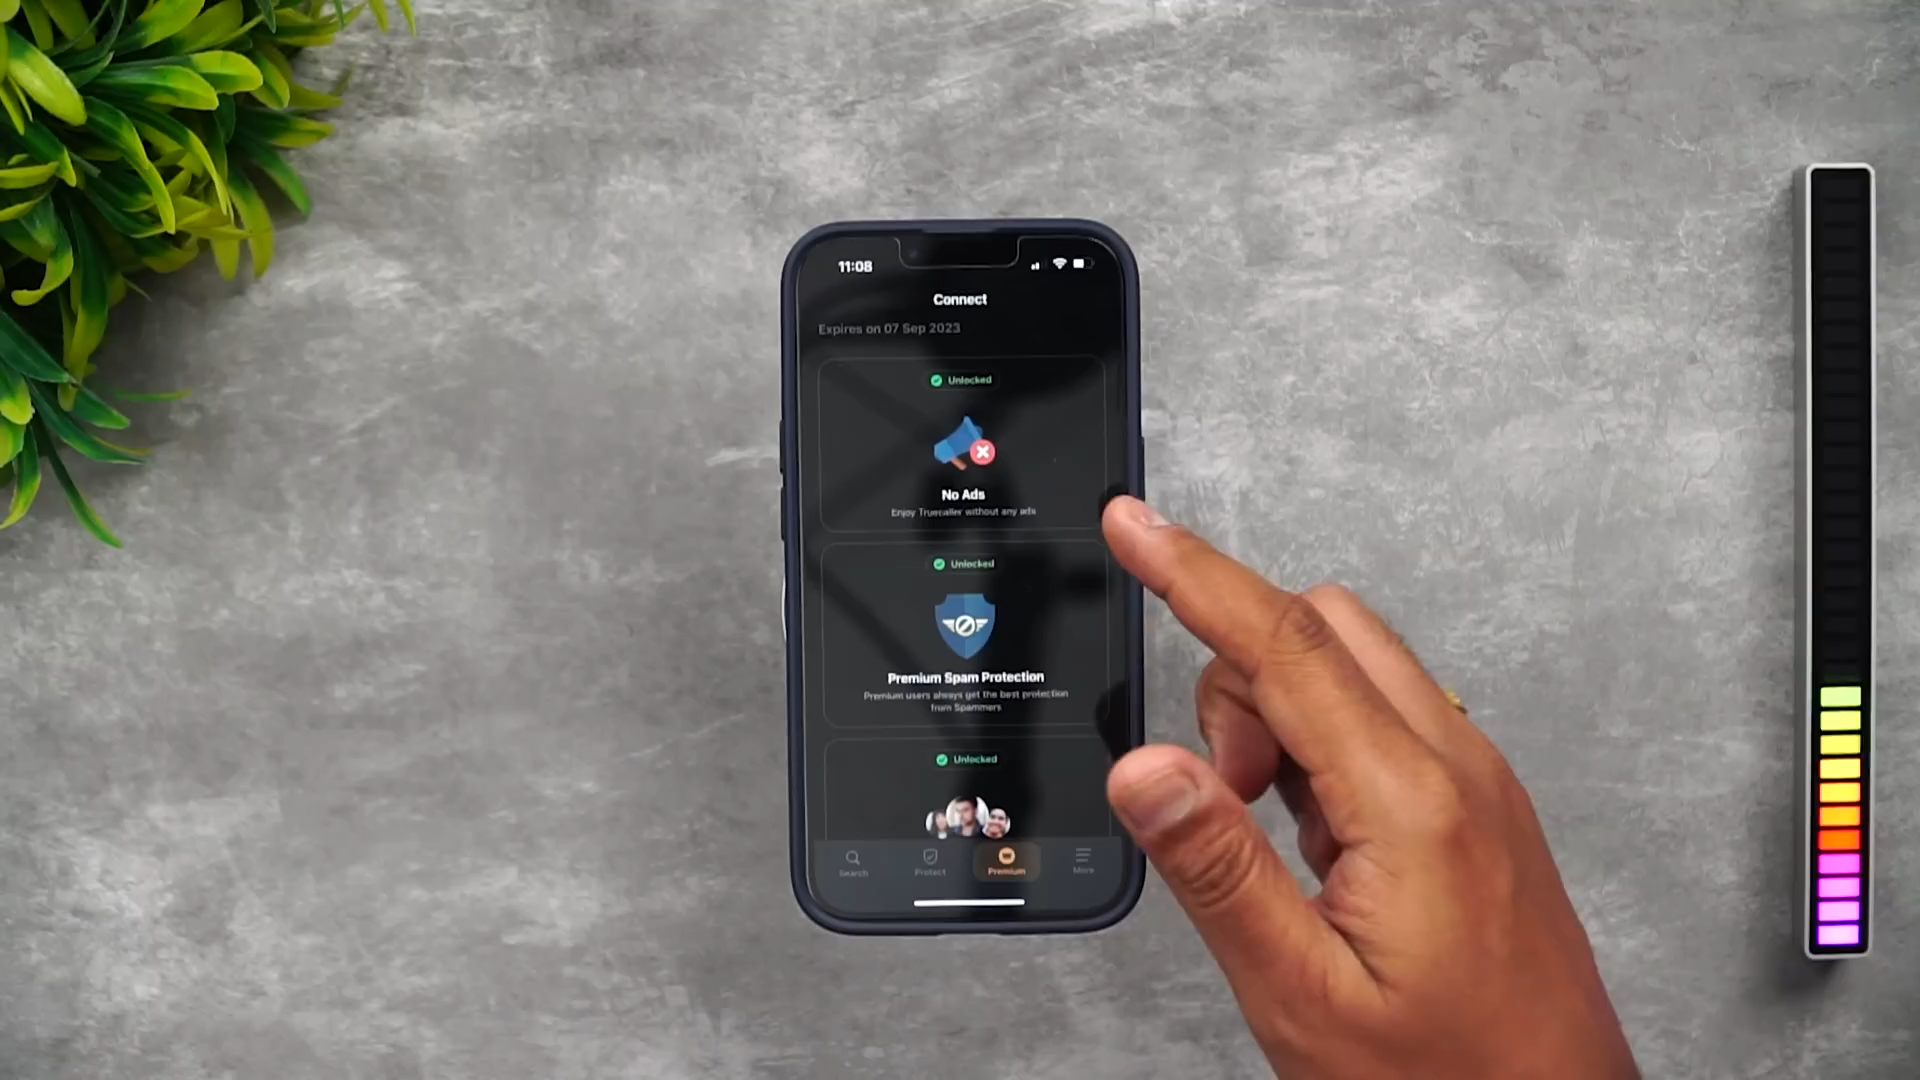 11:08
Connect
Expires on 07 Sep 2023
Unlocked
No Ads
Enjoy Truecaller without any ads
Unlocked
Premium Spam Protection
Premium users always get the best protection
from Spammers
Unlocked
Search
Protect
Premium
More